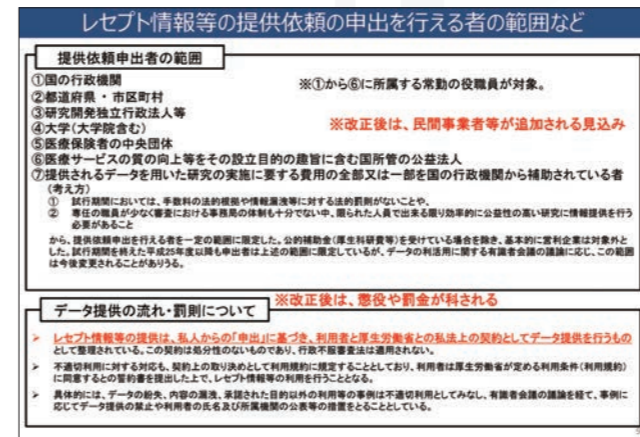 レセプト情報等の提供依頼の申出を行える者の範囲など
提供依頼申出者の範囲
①国の行政機関
※①から⑥に所属する常勤の役職員が対象。
②都道府県・市区町村
③研究開発独立行政法人等
④大学(大学院含む)
※改正後は、民間事業者等が追加される見込み
⑤医療保険者の中央団体
⑥医療サービスの質の向上等をその設立目的の趣旨に含む国所管の公益法人
⑦提供されるデータを用いた研究の実施に要する費用の全部又は一部を国の行政機関から補助されている者
(考え方)
① 試行期間においては、手数料の法的根拠や情報漏洩等に対する法的罰則がないことや、
② 専任の職員が少なく審査における事務局の体制も十分でない中、限られた人員で出来る限り効率的に公益性の高い研究に情報提供を行う
必要があること
から、提供依頼申出を行える者を一定の範囲に限定した。公的補助金(厚生科研費等)を受けている場合を除き、基本的に営利企業は対象外と
した。試行期間を終えた平成25年度以降も申出者は上述の範囲に限定しているが、データの利活用に関する有識者会議の議論に応じ、この範囲
は今後変更されることがありうる。
データ提供の流れ・罰則について
※改正後は、懲役や罰金が科される
➢ レセプト情報等の提供は、私人からの「申出」に基づき、利用者と厚生労働省との私法上の契約としてデータ提供を行うもの
として整理されている。この契約は処分性のないものであり、行政不服審査法は適用されない。
➢ 不適切利用に対する対応も、契約上の取り決めとして利用規約に規定することとしており、利用者は厚生労働省が定める利用条件(利用規約)
に同意するとの誓約書を提出した上で、レセプト情報等の利用を行うこととなる。
➢ 具体的には、データの紛失、内容の漏洩、承認された目的以外の利用等の事例は不適切利用としてみなし、有識者会議の議論を経て、事例に
応じてデータ提供の禁止や利用者の氏名及び所属機関の公表等の措置をとることとしている。